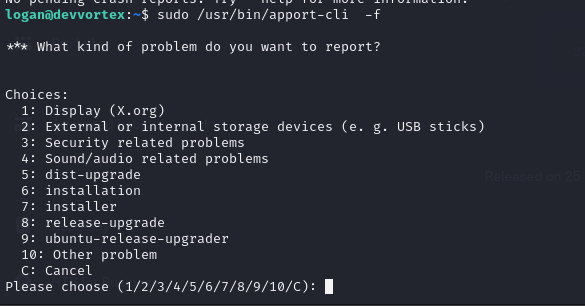 No pending crash reports. Try --help for more information.
logan@devvortex:~$ sudo /usr/bin/apport-cli  -f
*** What kind of problem do you want to report?
Choices:
1: Display (X.org)
2: External or internal storage devices (e. g. USB sticks)
3: Security related problems
4: Sound/audio related problems
5: dist-upgrade
6: installation
7: installer
8: release-upgrade
9: ubuntu-release-upgrader
10: Other problem
C: Cancel
Please choose (1/2/3/4/5/6/7/8/9/10/C):
Released on 25